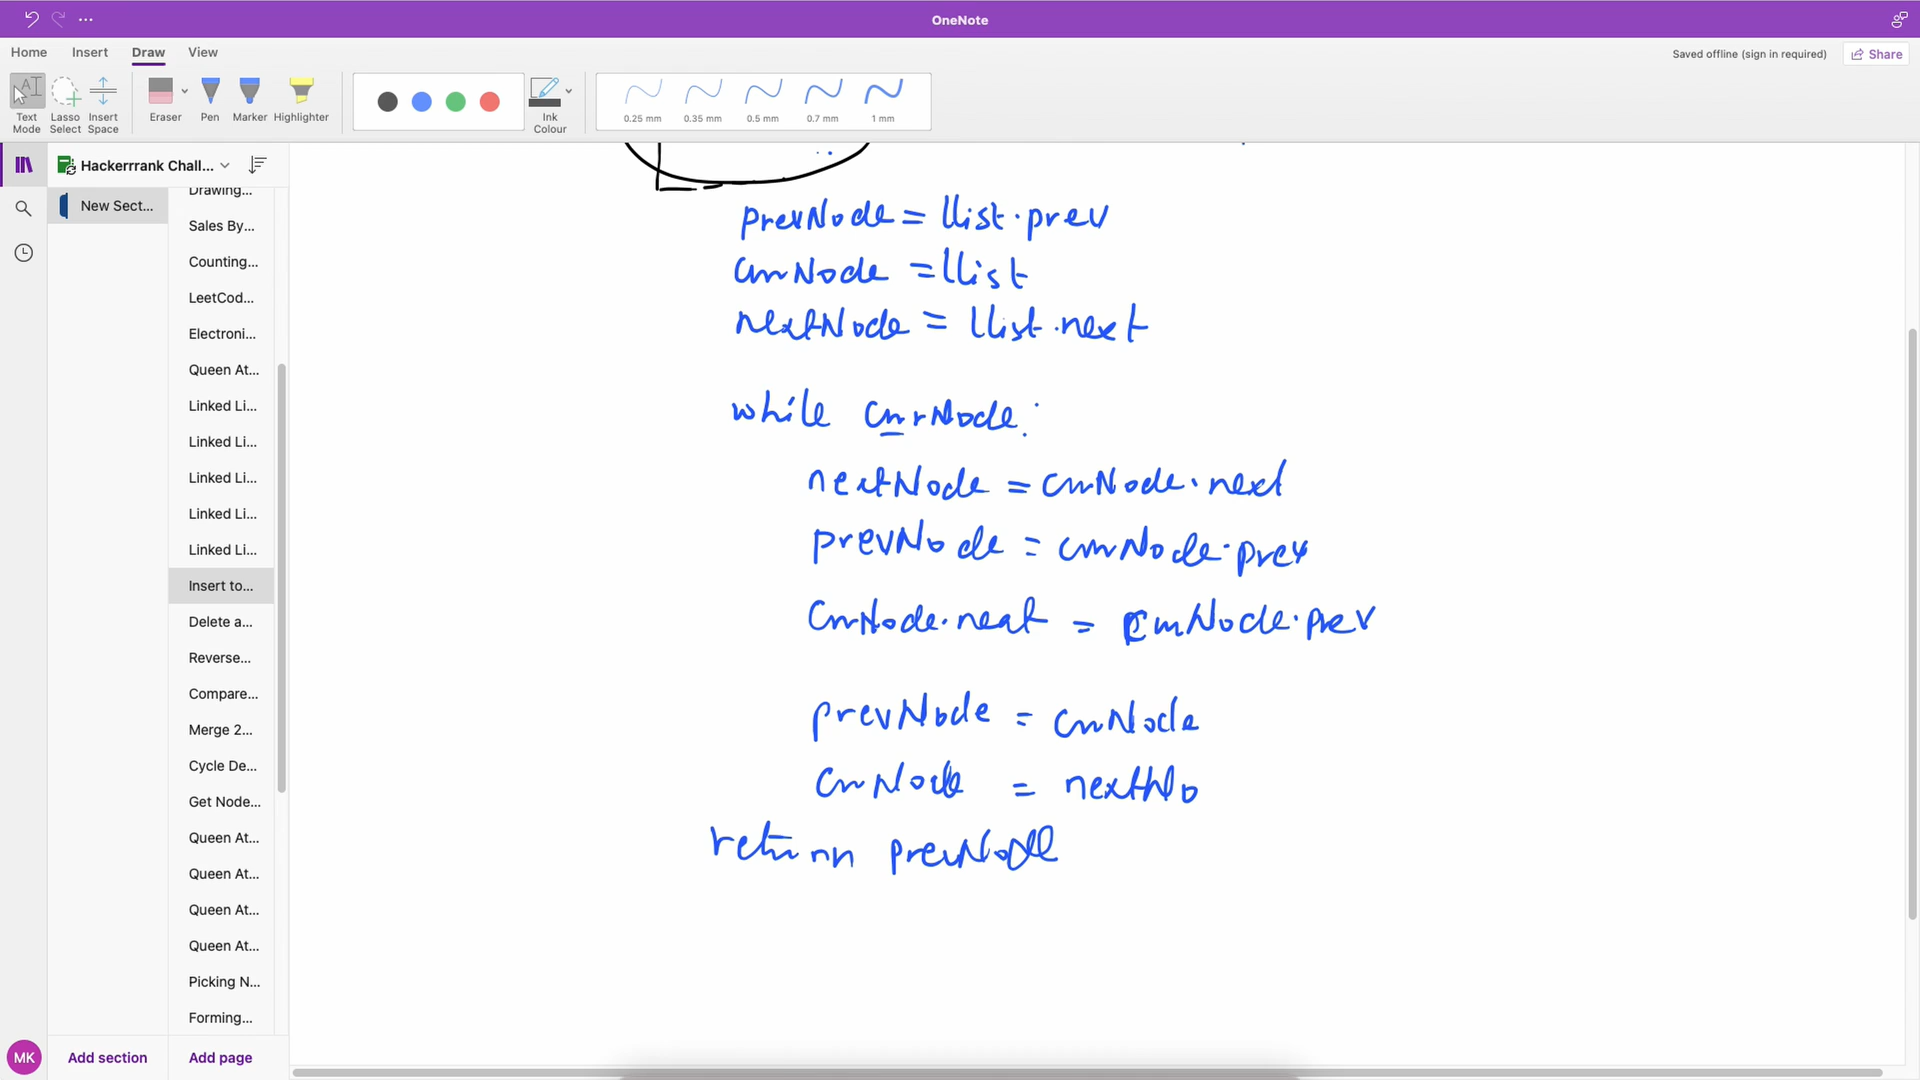 OneNote
Home Insert Draw View
Saved offline (sign in required) Share
Text Mode
Lasso Select
Insert Space
Eraser
Pen
Marker
Highlighter
Ink Colour
0.25 mm
0.35 mm
0.5 mm
0.7 mm
1 mm
Hackerrrank Chall...
New Sect...
Drawing...
Sales By...
Counting...
LeetCod...
Electroni...
Queen At...
Linked Li...
Linked Li...
Linked Li...
Linked Li...
Linked Li...
Insert to...
Delete a...
Reverse...
Compare...
Merge 2...
Cycle De...
Get Node...
Queen At...
Queen At...
Queen At...
Queen At...
Picking N...
Forming...
MK
Add section
Add page
prevNode = llist.prev
currNode = llist
nextNode = llist.next
while currNode:
nextNode = currNode.next
prevNode = currNode.prev
currNode.next = currNode.prev
prevNode = currNode
currNode = nextNo
return prevNode